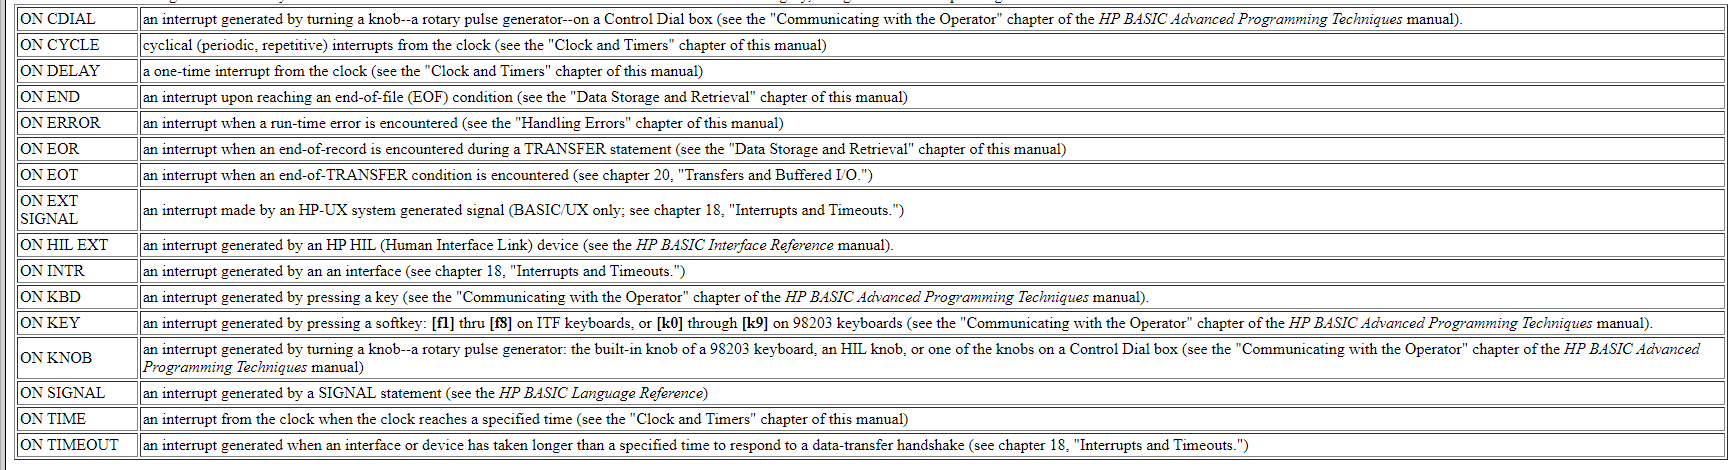 ON CDIAL an interrupt generated by turning a knob--a rotary pulse generator--on a Control Dial box (see the "Communicating with the Operator" chapter of the HP BASIC Advanced Programming Techniques manual).
ON CYCLE cyclical (periodic, repetitive) interrupts from the clock (see the "Clock and Timers" chapter of this manual)
ON DELAY a one-time interrupt from the clock (see the "Clock and Timers" chapter of this manual)
ON END an interrupt upon reaching an end-of-file (EOF) condition (see the "Data Storage and Retrieval" chapter of this manual)
ON ERROR an interrupt when a run-time error is encountered (see the "Handling Errors" chapter of this manual)
ON EOR an interrupt when an end-of-record is encountered during a TRANSFER statement (see the "Data Storage and Retrieval" chapter of this manual)
ON EOT an interrupt when an end-of-TRANSFER condition is encountered (see chapter 20, "Transfers and Buffered I/O.")
ON EXT
SIGNAL
an interrupt made by an HP-UX system generated signal (BASIC/UX only; see chapter 18, "Interrupts and Timeouts.")
ON HIL EXT an interrupt generated by an HP HIL (Human Interface Link) device (see the HP BASIC Interface Reference manual).
ON INTR an interrupt generated by an an interface (see chapter 18, "Interrupts and Timeouts.")
ON KBD an interrupt generated by pressing a key (see the "Communicating with the Operator" chapter of the HP BASIC Advanced Programming Techniques manual).
ON KEY an interrupt generated by pressing a softkey: [f1] thru [f8] on ITF keyboards, or [k0] through [k9] on 98203 keyboards (see the "Communicating with the Operator" chapter of the HP BASIC Advanced Programming Techniques manual).
ON KNOB
an interrupt generated by turning a knob--a rotary pulse generator: the built-in knob of a 98203 keyboard, an HIL knob, or one of the knobs on a Control Dial box (see the "Communicating with the Operator" chapter of the HP BASIC Advanced
Programming Techniques manual)
ON SIGNAL an interrupt generated by a SIGNAL statement (see the HP BASIC Language Reference)
ON TIME an interrupt from the clock when the clock reaches a specified time (see the "Clock and Timers" chapter of this manual)
ON TIMEOUT an interrupt generated when an interface or device has taken longer than a specified time to respond to a data-transfer handshake (see chapter 18, "Interrupts and Timeouts.")